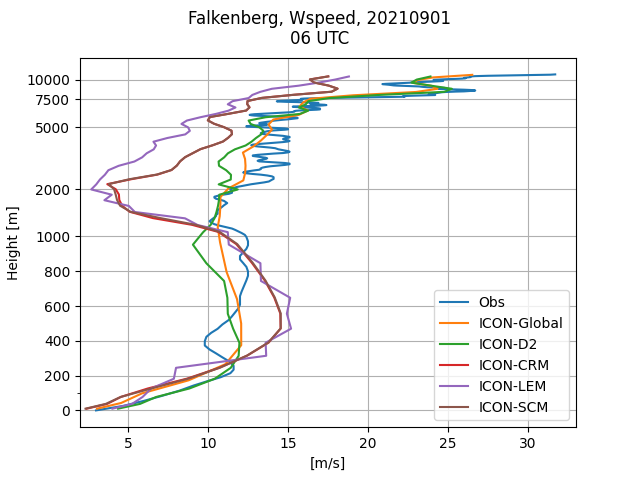 Falkenberg, Wspeed, 20210901
06 UTC
Height [m]
10000
7500
5000
2000
1000
800
600
400
200
0
5 10 15 20 25 30
[m/s]
Obs
ICON-Global
ICON-D2
ICON-CRM
ICON-LEM
ICON-SCM